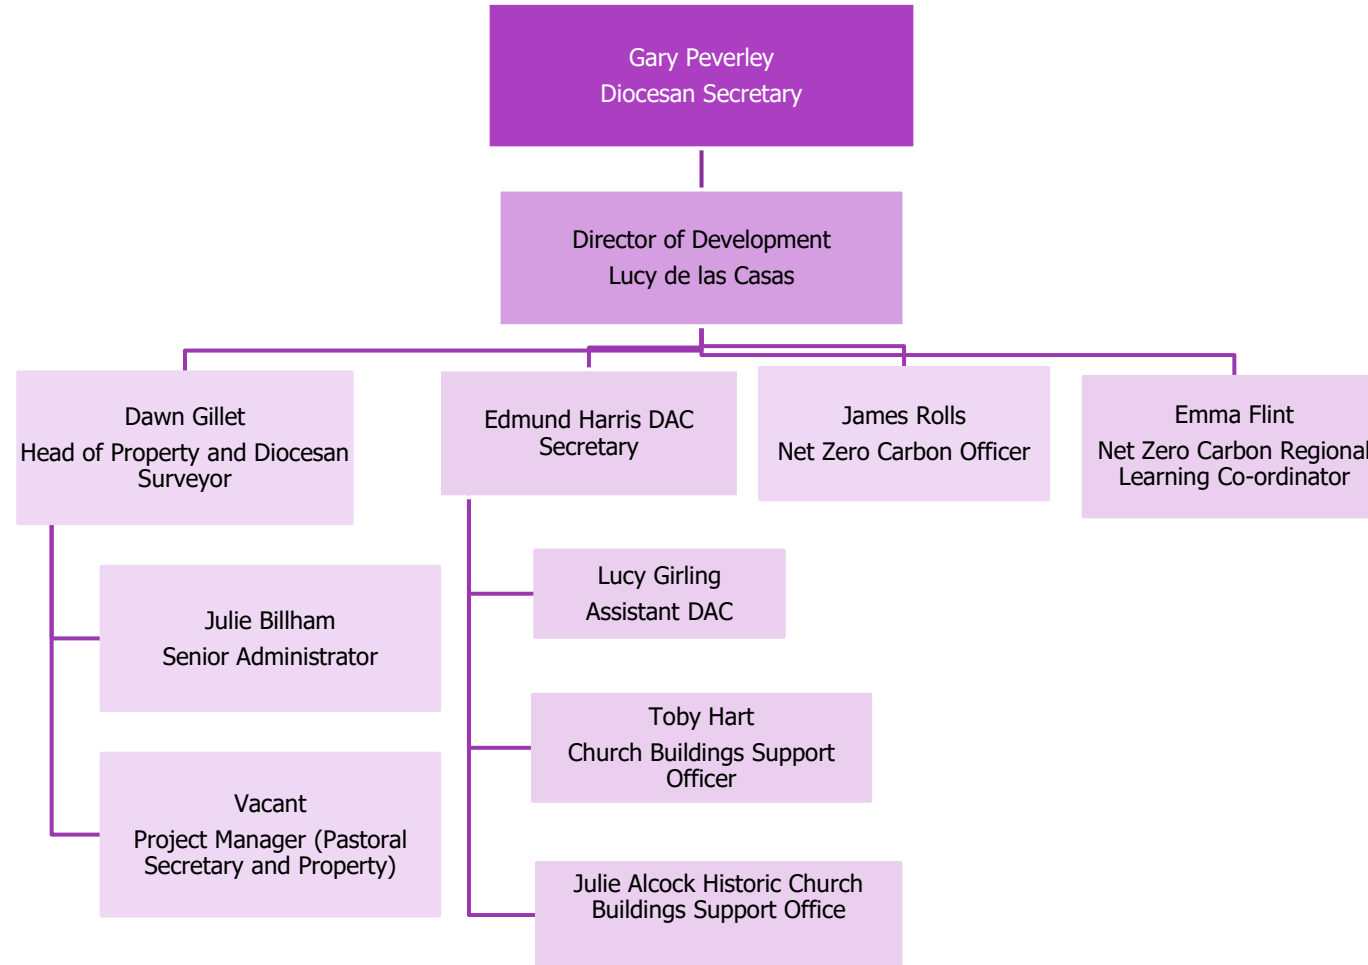 Gary Peverley
Diocesan Secretary
Director of Development
Lucy de las Casas
Dawn Gillet
Head of Property and Diocesan
Surveyor
Edmund Harris DAC
Secretary
James Rolls
Net Zero Carbon Officer
Emma Flint
Net Zero Carbon Regional
Learning Co-ordinator
Julie Billham
Senior Administrator
Vacant
Project Manager (Pastoral
Secretary and Property)
Lucy Girling
Assistant DAC
Toby Hart
Church Buildings Support
Officer
Julie Alcock Historic Church
Buildings Support Office